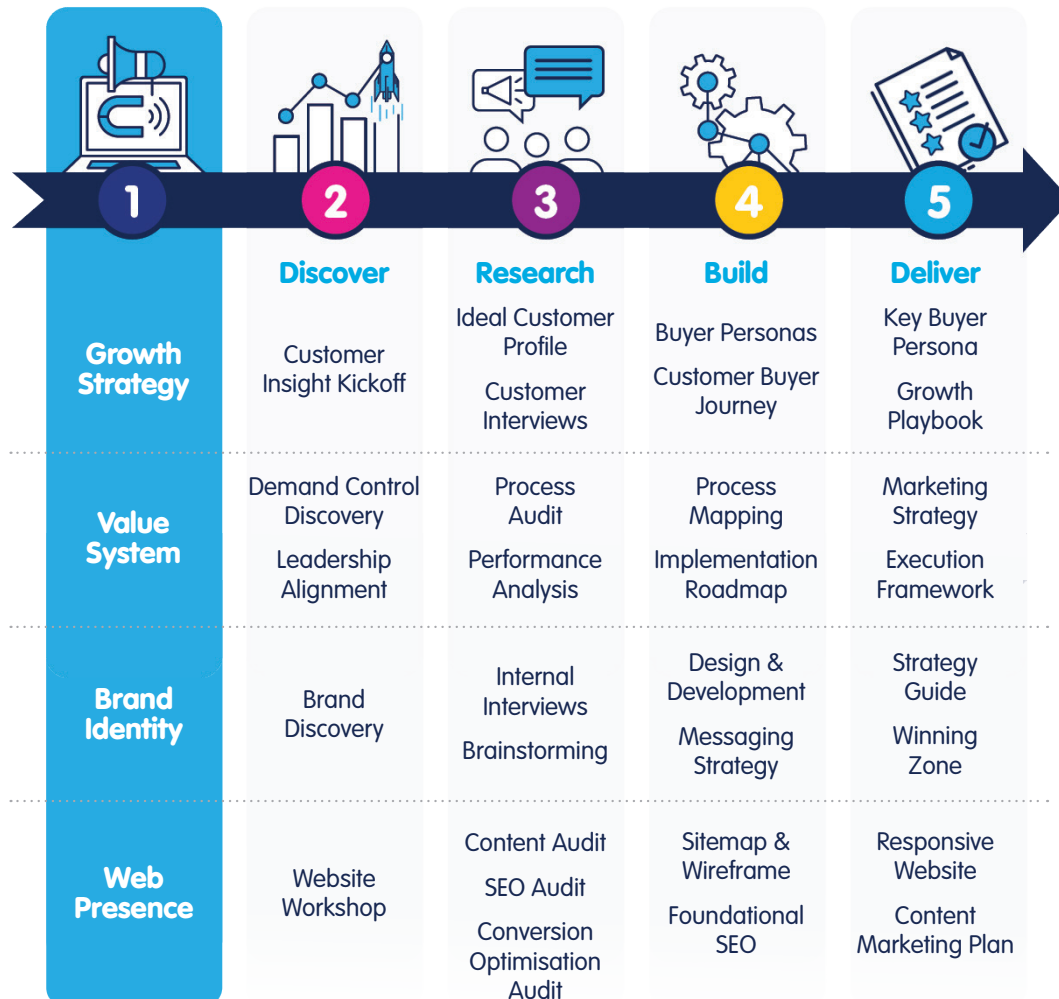 1
2
3
4
5
Discover
Research
Build
Deliver
Growth
Strategy
Customer
Insight Kickoff
Ideal Customer
Profile
Customer
Interviews
Buyer Personas
Customer Buyer
Journey
Key Buyer
Persona
Growth
Playbook
Value
System
Demand Control
Discovery
Leadership
Alignment
Process
Audit
Performance
Analysis
Process
Mapping
Implementation
Roadmap
Marketing
Strategy
Execution
Framework
Brand
Identity
Brand
Discovery
Internal
Interviews
Brainstorming
Design &
Development
Messaging
Strategy
Strategy
Guide
Winning
Zone
Web
Presence
Website
Workshop
Content Audit
SEO Audit
Conversion
Optimisation
Audit
Sitemap &
Wireframe
Foundational
SEO
Responsive
Website
Content
Marketing Plan